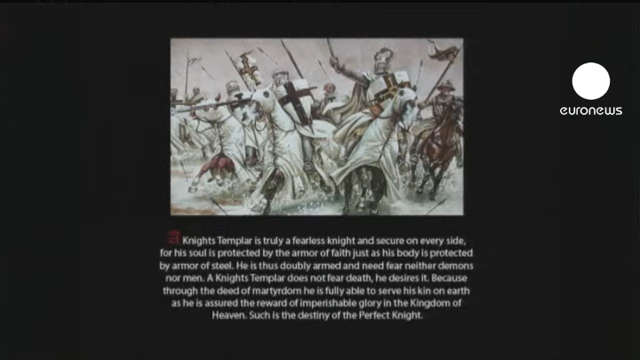 euronews
a Knights Templar is truly a fearless knight and secure on every side,
for his soul is protected by the armor of faith just as his body is protected
by armor of steel. He is thus doubly armed and need fear neither demons
nor men. A Knights Templar does not fear death, he desires it. Because
through the deed of martyrdom he is fully able to serve his kin on earth
as he is assured the reward of imperishable glory in the Kingdom of
Heaven. Such is the destiny of the Perfect Knight.